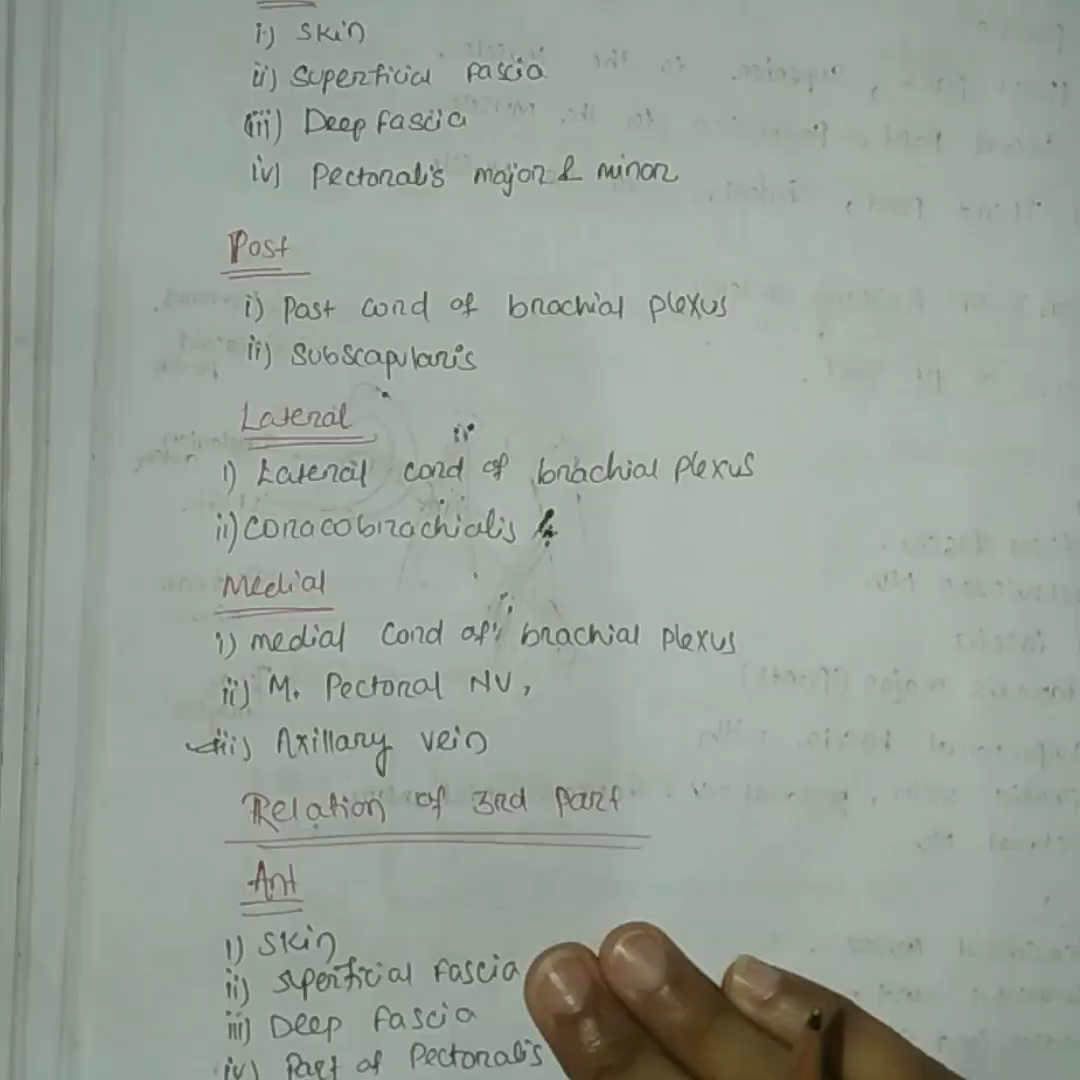 i) Skin
ii) Superficial fascia
iii) Deep fascia
iv) Pectoralis major & minor
Post
i) Post cord of brachial plexus
ii) Subscapularis
Lateral
i) Lateral cord of brachial plexus
ii) Coracobrachialis
Medial
i) medial cord of brachial plexus
ii) M. Pectoral NV,
iii) Axillary vein
Relation of 3rd part
Ant
i) Skin
ii) Superficial fascia
iii) Deep fascia
iv) Part of Pectoralis